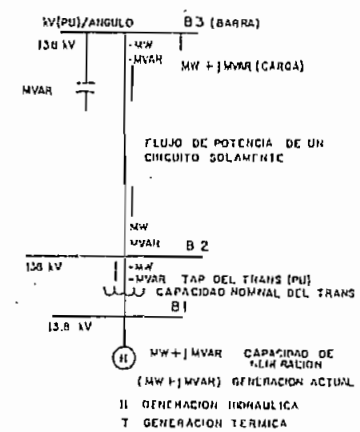 kV(PU)/ANGULO B3 (BARRA)
138 kV
-MW
-MVAR
MW + J MVAR (CARGA)
MVAR
FLUJO DE POTENCIA DE UN
CIRCUITO SOLAMENTE
MW
MVAR
B2
138 kV
-MW
-MVAR TAP DEL TRANS (PU)
CAPACIDAD NOMINAL DEL TRANS
B1
13.8 kV
H MW + J MVAR CAPACIDAD DE
GENERACION
(MW + J MVAR) GENERACION ACTUAL
H GENERACION HIDRAULICA
T GENERACION TERMICA